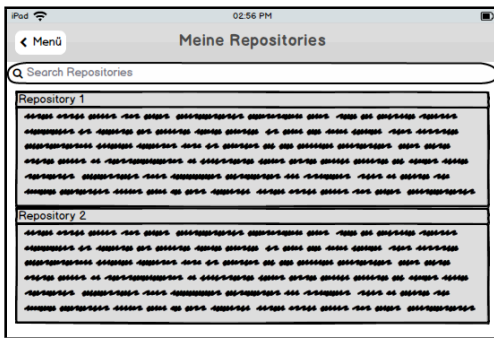 iPad 02:56 PM
Menü Meine Repositories
Search Repositories
Repository 1
Repository 2